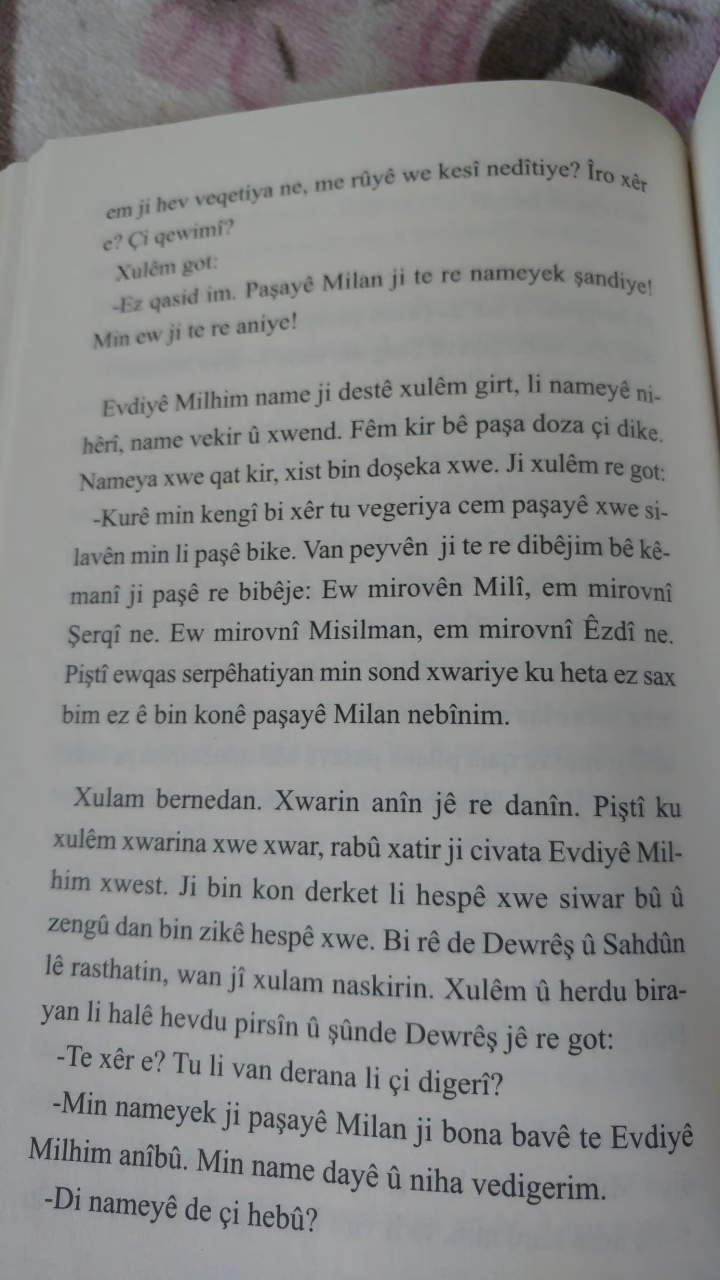 em ji hev veqetiya ne, me rûyê we kesî nedîtiye? Îro xêr
e? Çi qewimî?
Xulêm got:
-Ez qasid im. Paşayê Milan ji te re nameyek şandiye!
Min ew ji te re aniye!
Evdiyê Milhim name ji destê xulêm girt, li nameyê ni-
hêrî, name vekir û xwend. Fêm kir bê paşa doza çi dike.
Nameya xwe qat kir, xist bin doşeka xwe. Ji xulêm re got:
-Kurê min kengî bi xêr tu vegeriya cem paşayê xwe si-
lavên min li paşê bike. Van peyvên ji te re dibêjim bê kê-
manî ji paşê re bibêje: Ew mirovên Milî, em mirovnî
Şerqî ne. Ew mirovnî Misilman, em mirovnî Êzdî ne.
Piştî ewqas serpêhatiyan min sond xwariye ku heta ez sax
bim ez ê bin konê paşayê Milan nebînim.
Xulam bernedan. Xwarin anîn jê re danîn. Piştî ku
xulêm xwarina xwe xwar, rabû xatir ji civata Evdiyê Mil-
him xwest. Ji bin kon derket li hespê xwe siwar bû û
zengû dan bin zikê hespê xwe. Bi rê de Dewrêş û Sahdûn
lê rasthatin, wan jî xulam naskirin. Xulêm û herdu bira-
yan li halê hevdu pirsîn û şûnde Dewrêş jê re got:
-Te xêr e? Tu li van derana li çi digerî?
-Min nameyek ji paşayê Milan ji bona bavê te Evdiyê
Milhim anîbû. Min name dayê û niha vedigerim.
-Di nameyê de çi hebû?